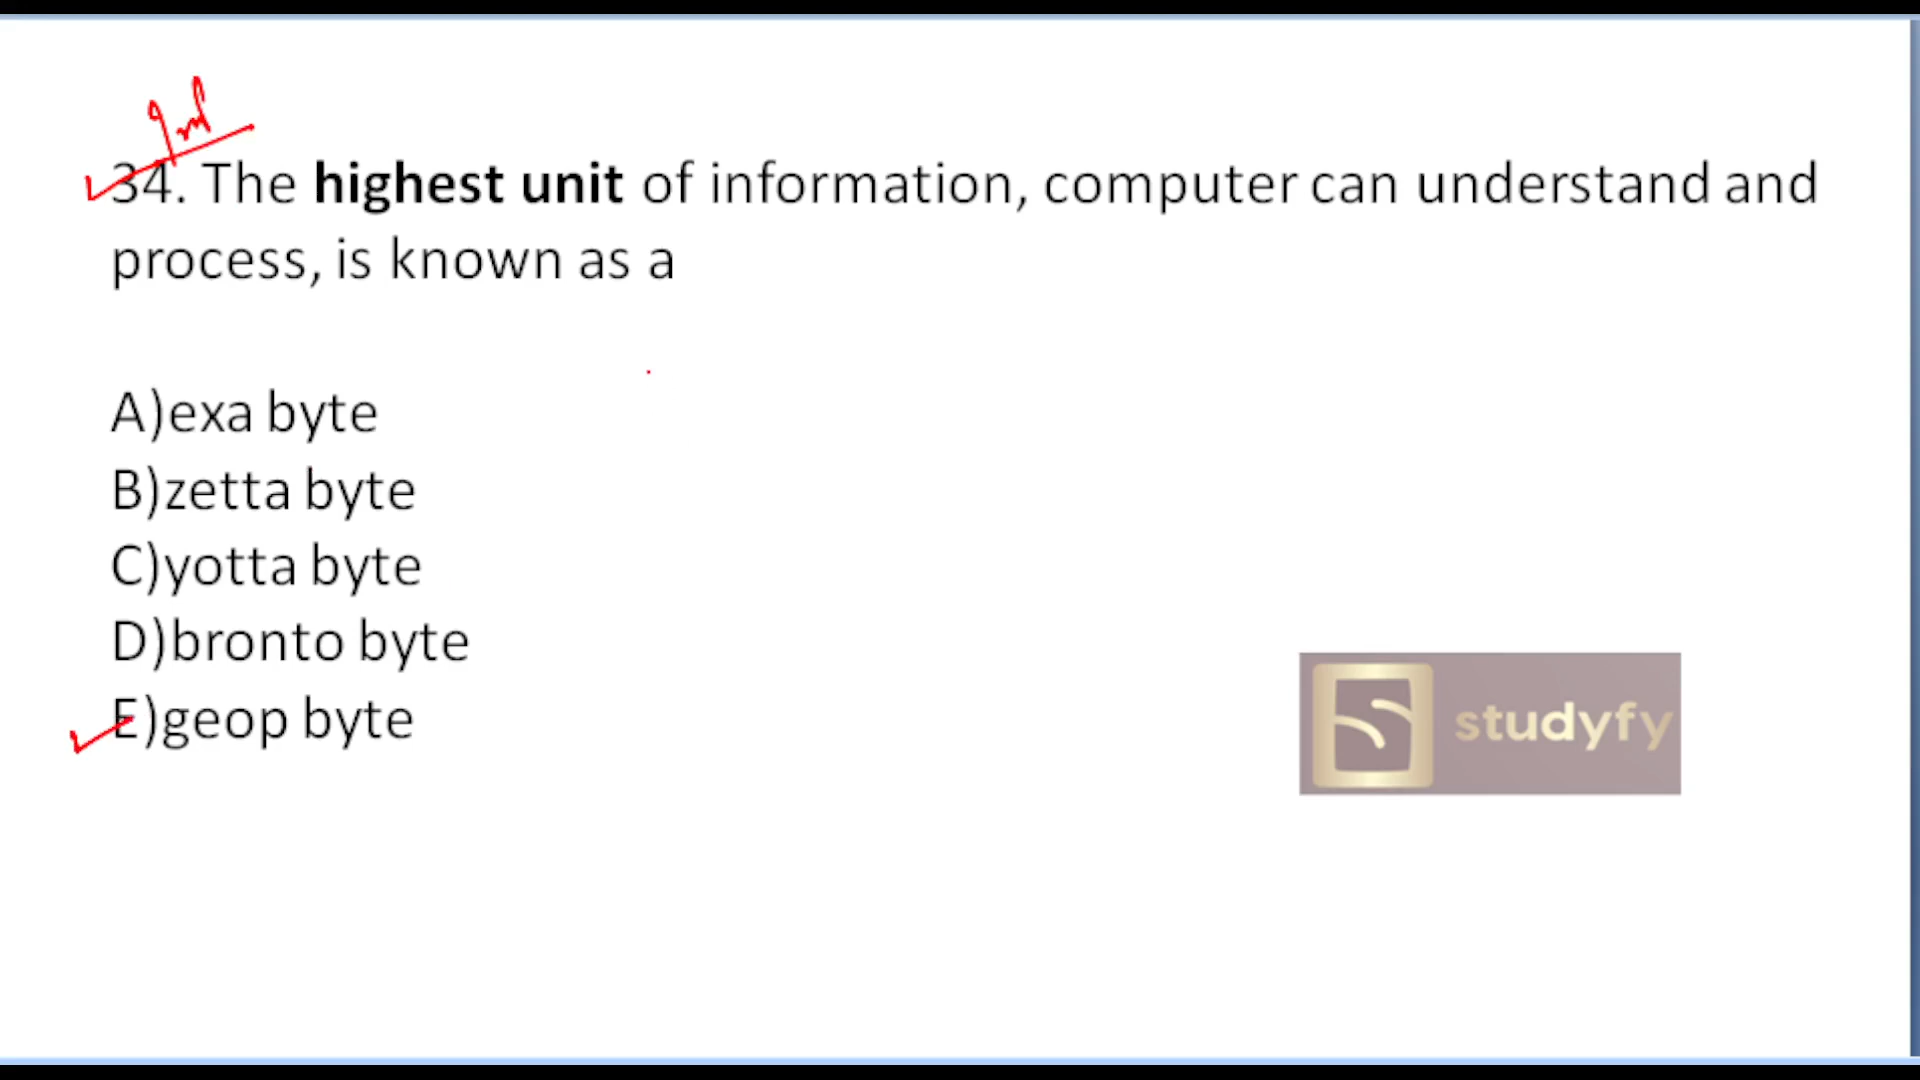 34. The highest unit of information, computer can understand and
process, is known as a
A)exa byte
B)zetta byte
C)yotta byte
D)bronto byte
E)geop byte
studyfy